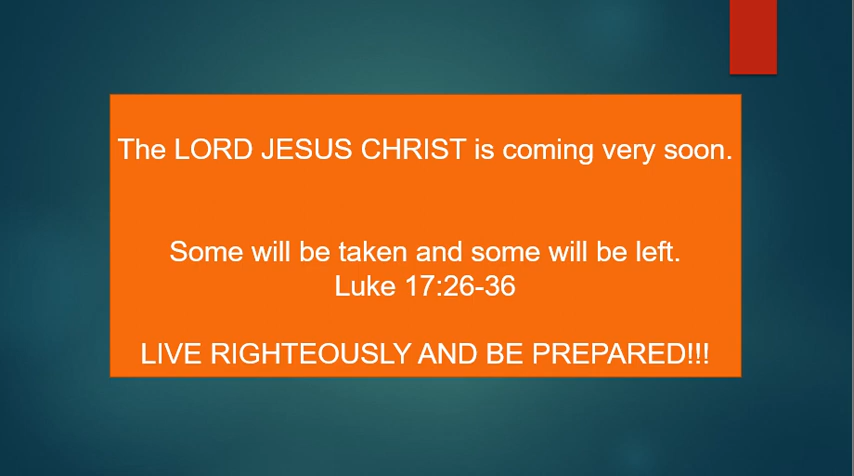 The LORD JESUS CHRIST is coming very soon.
Some will be taken and some will be left.
Luke 17:26-36
LIVE RIGHTEOUSLY AND BE PREPARED!!!